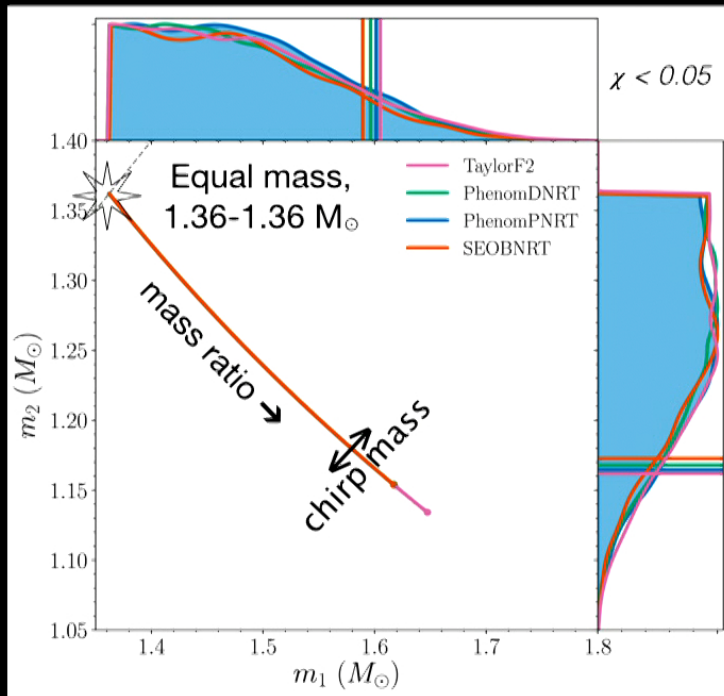 χ < 0.05
1.40
1.35
1.30
1.25
1.20
1.15
1.10
1.05
m₂ (M☉)
Equal mass,
1.36-1.36 M☉
TaylorF2
PhenomDNRT
PhenomPNRT
SEOBNRT
mass ratio ➔
chirp mass
1.4
1.5
1.6
1.7
1.8
m₁ (M☉)